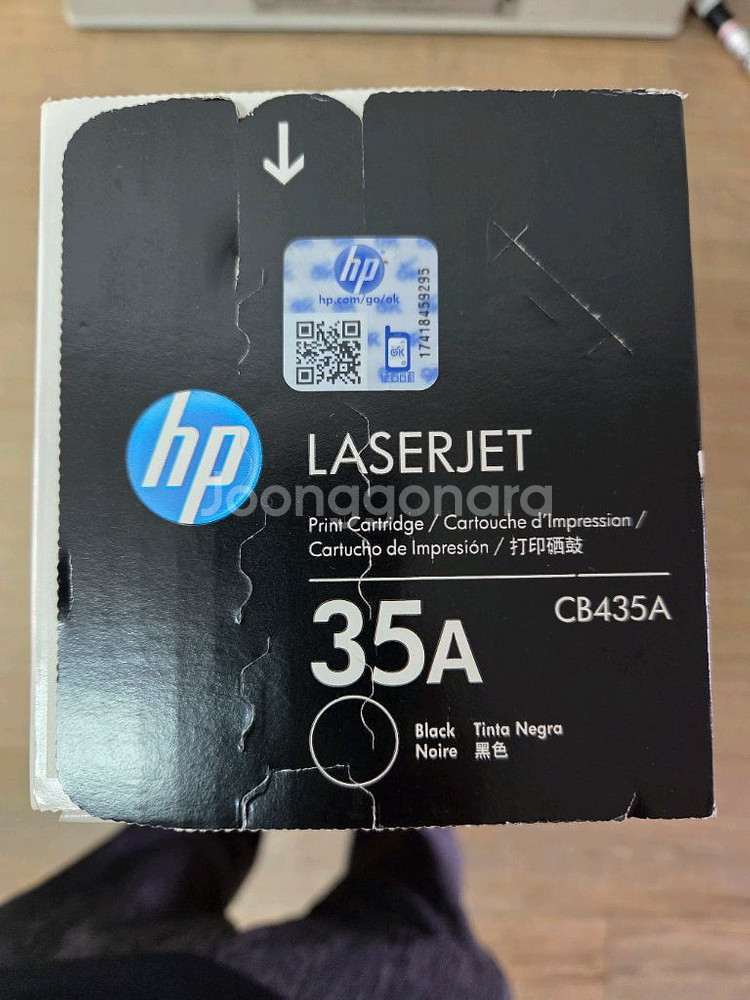 hp
hp.com/go/ok
17418459295
OK
hp
LASERJET
Joonggonara
Print Cartridge / Cartouche d'Impression /
Cartucho de Impresión / 打印硒鼓
35A
CB435A
Black Tinta Negra
Noire 黑色